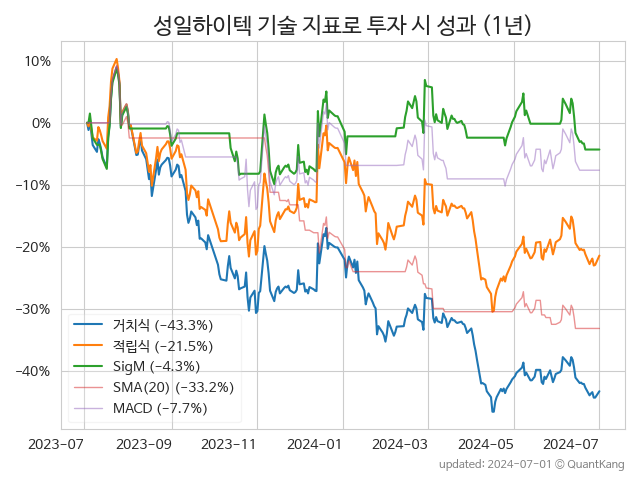 성일하이텍 기술 지표로 투자 시 성과 (1년)
10%
0%
−10%
−20%
−30%
−40%
거치식 (−43.3%)
적립식 (−21.5%)
SigM (−4.3%)
SMA(20) (−33.2%)
MACD (−7.7%)
2023-07 2023-09 2023-11 2024-01 2024-03 2024-05 2024-07
updated: 2024-07-01 © QuantKang